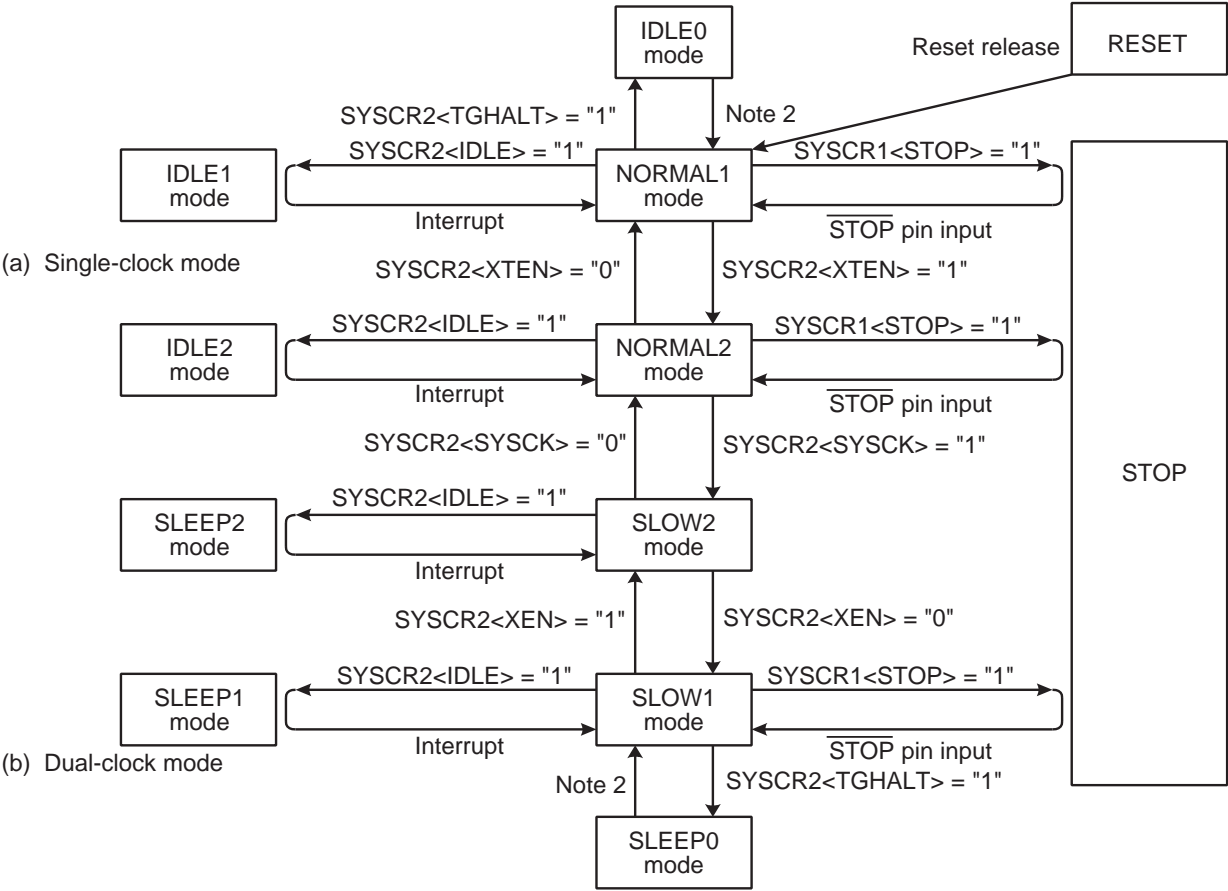 IDLE0
mode
Reset release
RESET
SYSCR2<TGHALT> = "1"
Note 2
IDLE1
mode
SYSCR2<IDLE> = "1"
Interrupt
NORMAL1
mode
SYSCR1<STOP> = "1"
STOP pin input
(a) Single-clock mode
SYSCR2<XTEN> = "0"
SYSCR2<XTEN> = "1"
IDLE2
mode
SYSCR2<IDLE> = "1"
Interrupt
NORMAL2
mode
SYSCR1<STOP> = "1"
STOP pin input
SYSCR2<SYSCK> = "0"
SYSCR2<SYSCK> = "1"
STOP
SLEEP2
mode
SYSCR2<IDLE> = "1"
Interrupt
SLOW2
mode
SYSCR2<XEN> = "1"
SYSCR2<XEN> = "0"
SLEEP1
mode
SYSCR2<IDLE> = "1"
Interrupt
SLOW1
mode
SYSCR1<STOP> = "1"
STOP pin input
(b) Dual-clock mode
Note 2
SYSCR2<TGHALT> = "1"
SLEEP0
mode